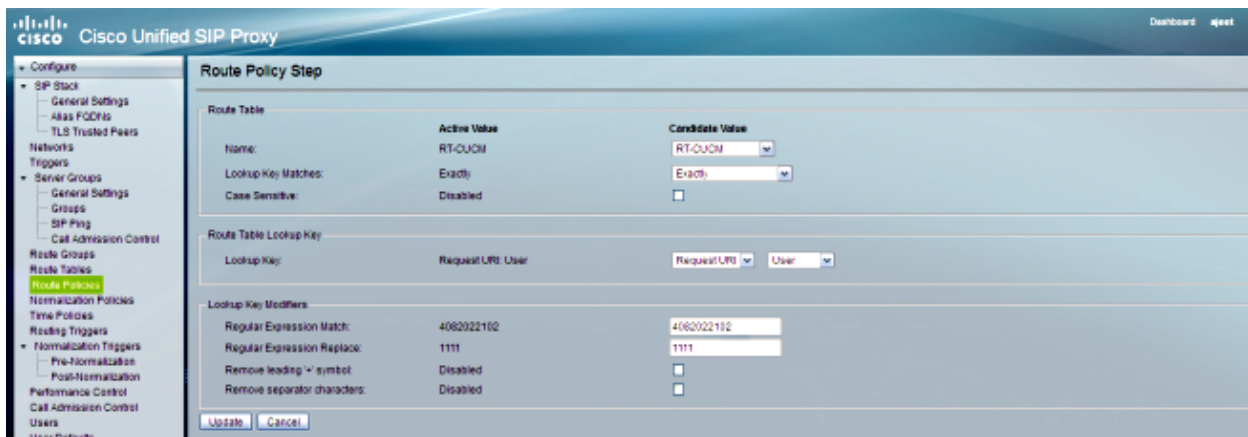 cisco Cisco Unified SIP Proxy
Dashboard ajeet
Configure
SIP Stack
General Settings
Alias FQDNs
TLS Trusted Peers
Networks
Triggers
Server Groups
General Settings
Groups
SIP Ping
Call Admission Control
Route Groups
Route Tables
Route Policies
Normalization Policies
Time Policies
Routing Triggers
Normalization Triggers
Pre-Normalization
Post-Normalization
Performance Control
Call Admission Control
Users
User Defaults
Route Policy Step
Route Table
Active Value Candidate Value
Name: RT-CUCM RT-CUCM
Lookup Key Matches: Exactly Exactly
Case Sensitive: Disabled
Route Table Lookup Key
Lookup Key: Request URI: User Request URI User
Lookup Key Modifiers
Regular Expression Match: 4082022102 4082022102
Regular Expression Replace: 1111 1111
Remove leading '+' symbol: Disabled
Remove separator characters: Disabled
Update Cancel